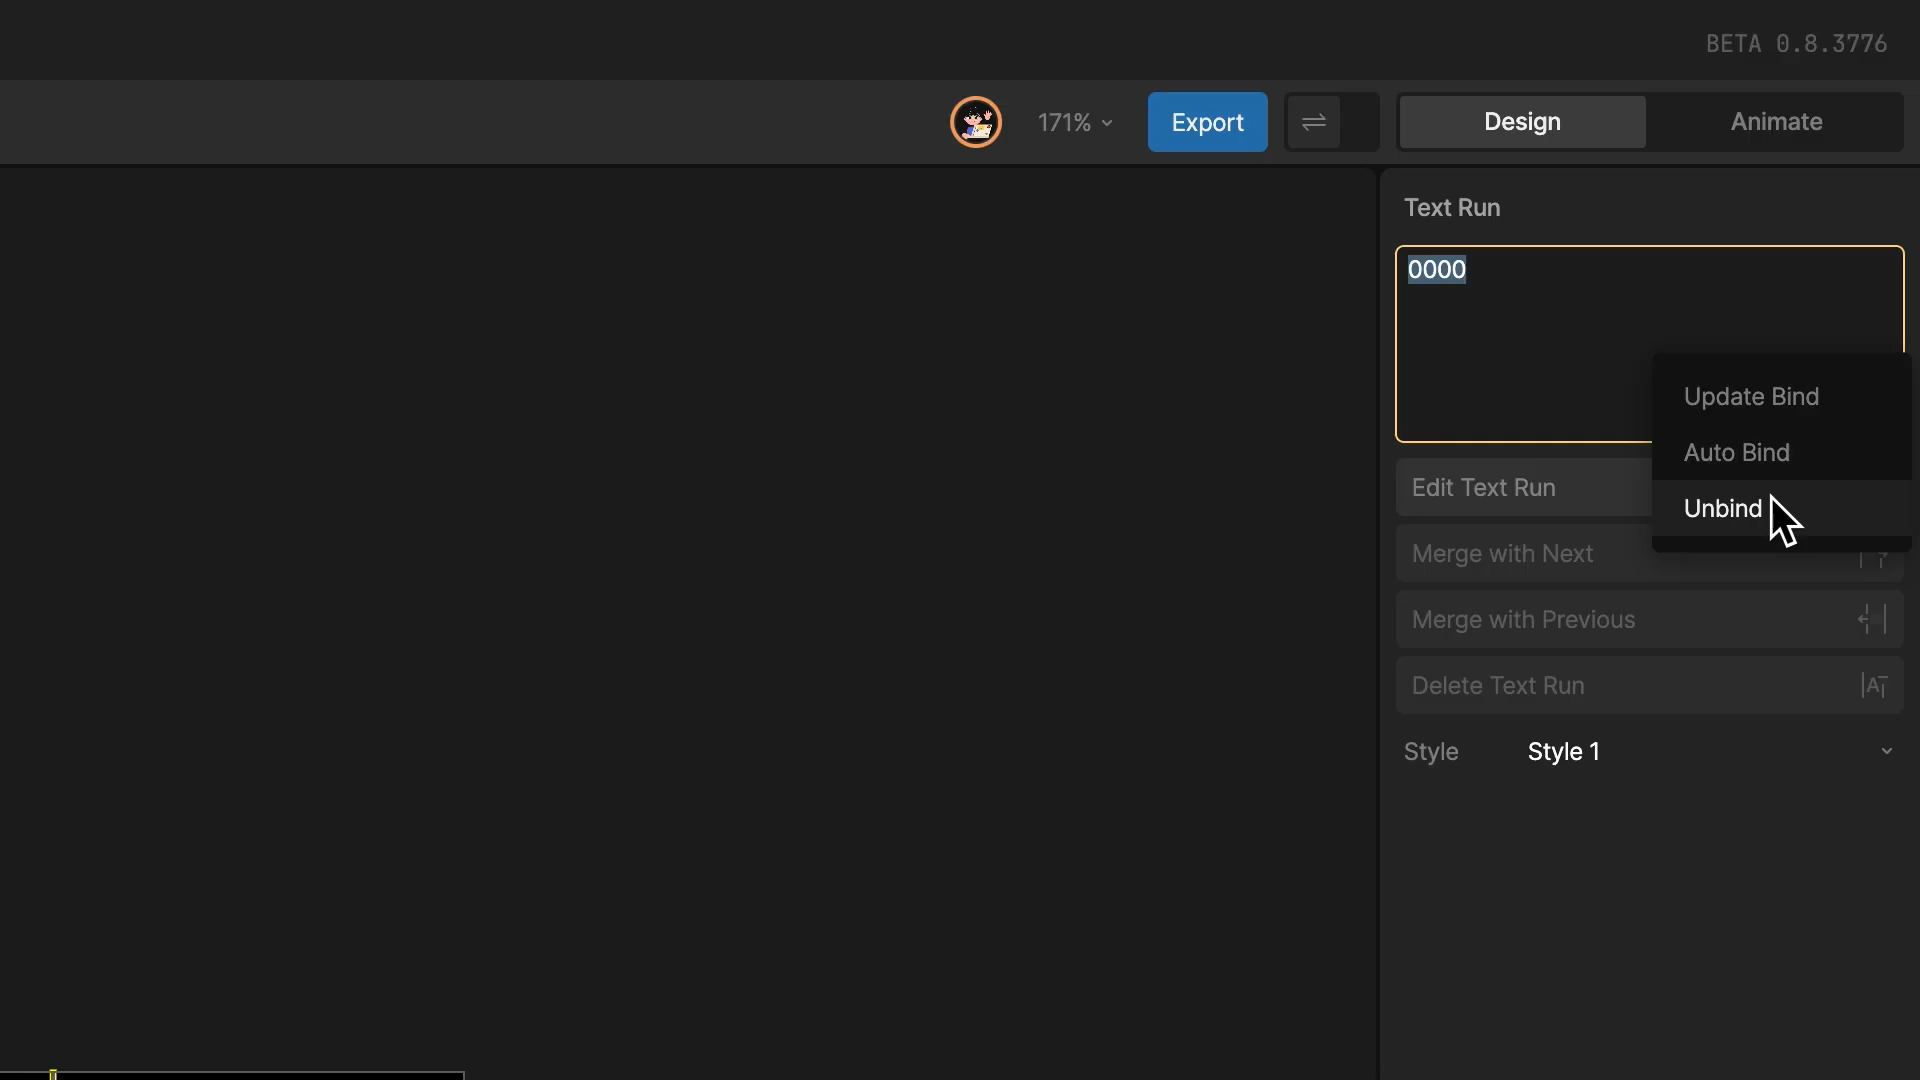 BETA 0.8.3776
171%
Export
Design
Animate
Text Run
0000
Update Bind
Auto Bind
Unbind
Edit Text Run
Merge with Next
Merge with Previous
Delete Text Run
Style
Style 1